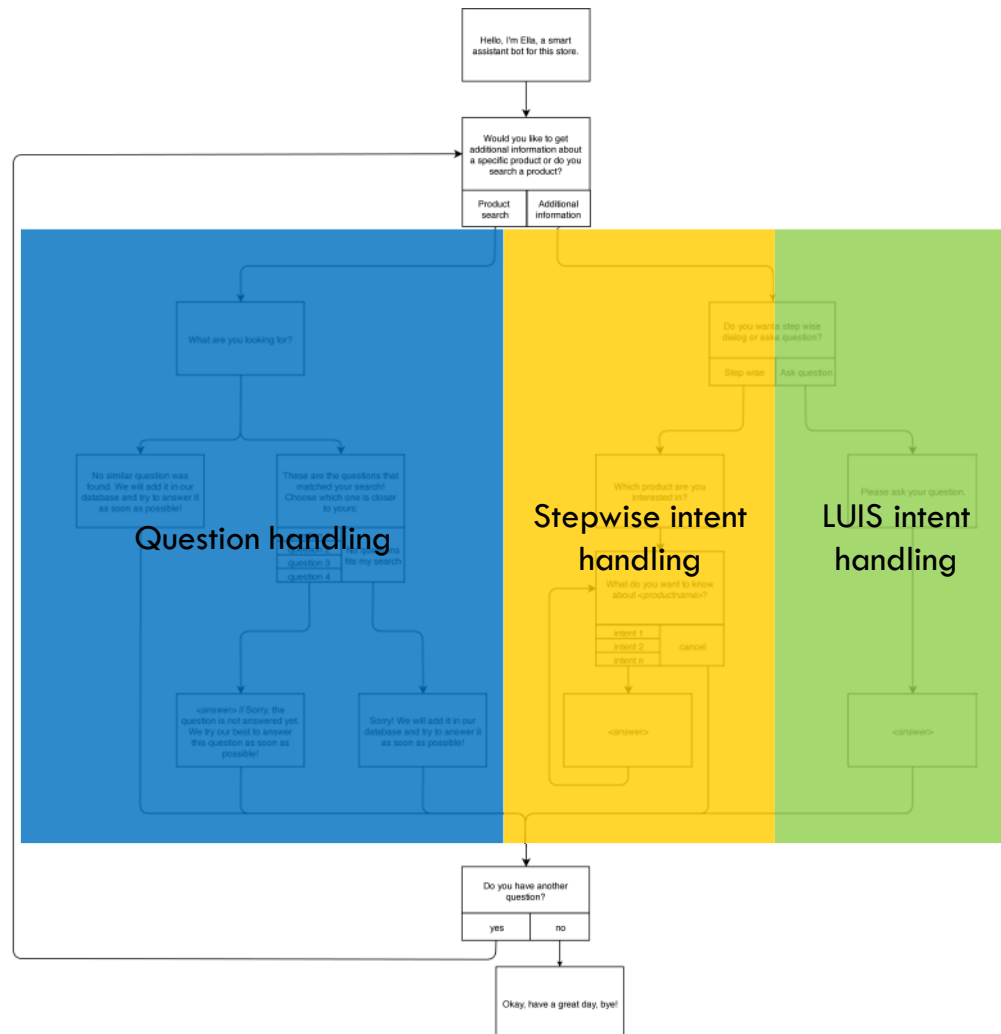 Hello, I'm Ella, a smart
assistant bot for this store.
Would you like to get
additional information about
a specific product or do you
search a product?
Product
search
Additional
information
What are you looking for?
Do you want a step wise
dialog or ask a question?
Step wise
Ask question
No similar question was
found. We will add it in our
database and try to answer it
as soon as possible!
These are the questions that
matched your search!
Choose which one is closer
to yours:
Which product are you
interested in?
Please ask your question.
Question handling
Stepwise intent
handling
LUIS intent
handling
question 3
question 4
fits my search
What do you want to know
about <productname>?
intent 1
intent 2
intent n
cancel
<answer> // Sorry, the
question is not answered yet.
We try our best to answer
this question as soon as
possible!
Sorry! We will add it in our
database and try to answer it
as soon as possible!
<answer>
<answer>
Do you have another
question?
yes
no
Okay, have a great day, bye!